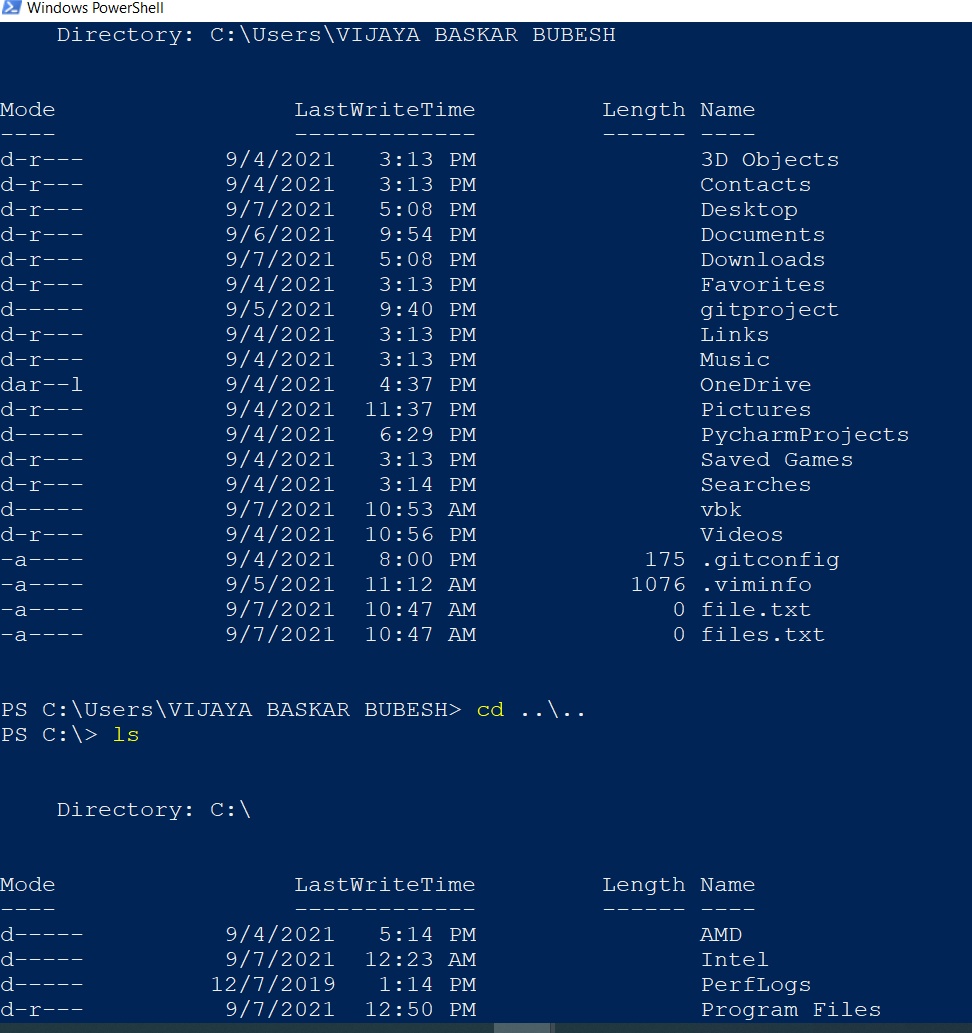 Windows PowerShell
    Directory: C:\Users\VIJAYA BASKAR BUBESH
Mode                 LastWriteTime         Length Name
----                 -------------         ------ ----
d-r---          9/4/2021   3:13 PM                3D Objects
d-r---          9/4/2021   3:13 PM                Contacts
d-r---          9/7/2021   5:08 PM                Desktop
d-r---          9/6/2021   9:54 PM                Documents
d-r---          9/7/2021   5:08 PM                Downloads
d-r---          9/4/2021   3:13 PM                Favorites
d-----          9/5/2021   9:40 PM                gitproject
d-r---          9/4/2021   3:13 PM                Links
d-r---          9/4/2021   3:13 PM                Music
dar--l          9/4/2021   4:37 PM                OneDrive
d-r---          9/4/2021  11:37 PM                Pictures
d-----          9/4/2021   6:29 PM                PycharmProjects
d-r---          9/4/2021   3:13 PM                Saved Games
d-r---          9/4/2021   3:14 PM                Searches
d-----          9/7/2021  10:53 AM                vbk
d-r---          9/4/2021  10:56 PM                Videos
-a----          9/4/2021   8:00 PM            175 .gitconfig
-a----          9/5/2021  11:12 AM           1076 .viminfo
-a----          9/7/2021  10:47 AM              0 file.txt
-a----          9/7/2021  10:47 AM              0 files.txt
PS C:\Users\VIJAYA BASKAR BUBESH> cd ..\..
PS C:\> ls
    Directory: C:\
Mode                 LastWriteTime         Length Name
----                 -------------         ------ ----
d-----          9/4/2021   5:14 PM                AMD
d-----          9/7/2021  12:23 AM                Intel
d-----         12/7/2019   1:14 PM                PerfLogs
d-r---          9/7/2021  12:50 PM                Program Files